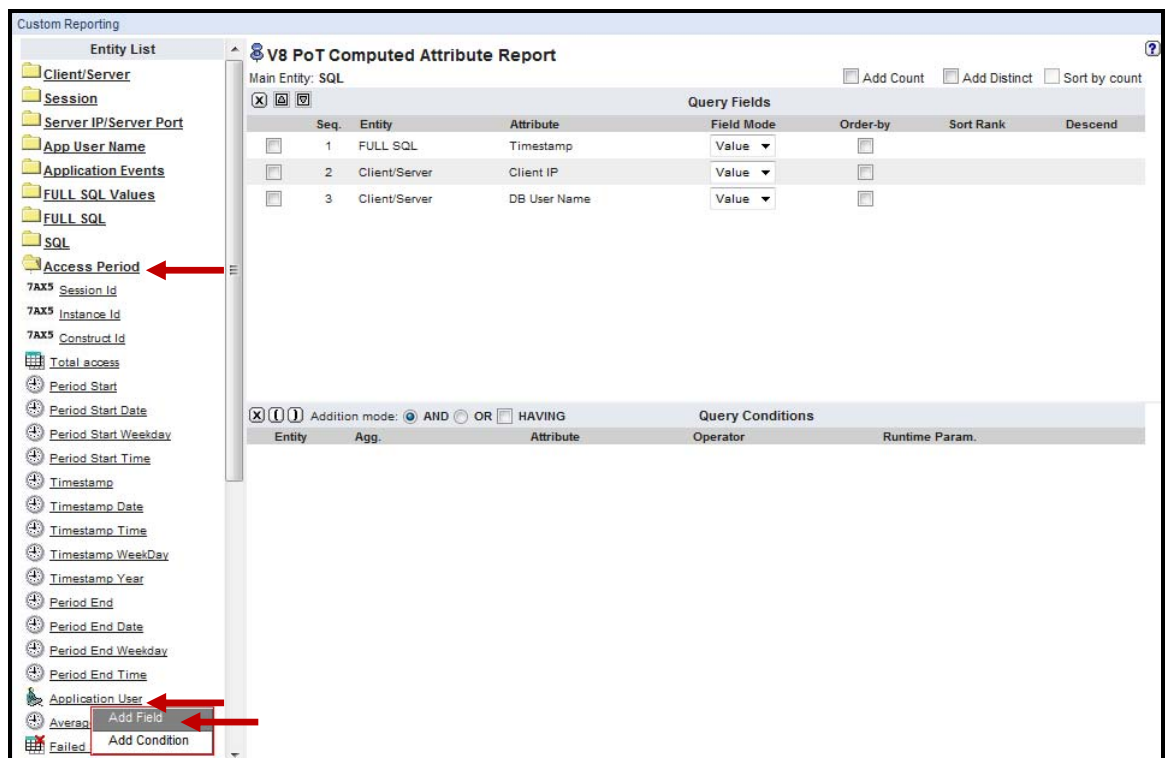 Custom Reporting
Entity List
Client/Server
Session
Server IP/Server Port
App User Name
Application Events
FULL SQL Values
FULL SQL
SQL
Access Period
7AX5 Session Id
7AX5 Instance Id
7AX5 Construct Id
Total access
Period Start
Period Start Date
Period Start Weekday
Period Start Time
Timestamp
Timestamp Date
Timestamp Time
Timestamp WeekDay
Timestamp Year
Period End
Period End Date
Period End Weekday
Period End Time
Application User
Averag
Failed
Add Field
Add Condition
V8 PoT Computed Attribute Report
?
Main Entity: SQL
Add Count Add Distinct Sort by count
Query Fields
Seq. Entity Attribute Field Mode Order-by Sort Rank Descend
1 FULL SQL Timestamp Value
2 Client/Server Client IP Value
3 Client/Server DB User Name Value
X ( ) Addition mode: AND OR HAVING Query Conditions
Entity Agg. Attribute Operator Runtime Param.